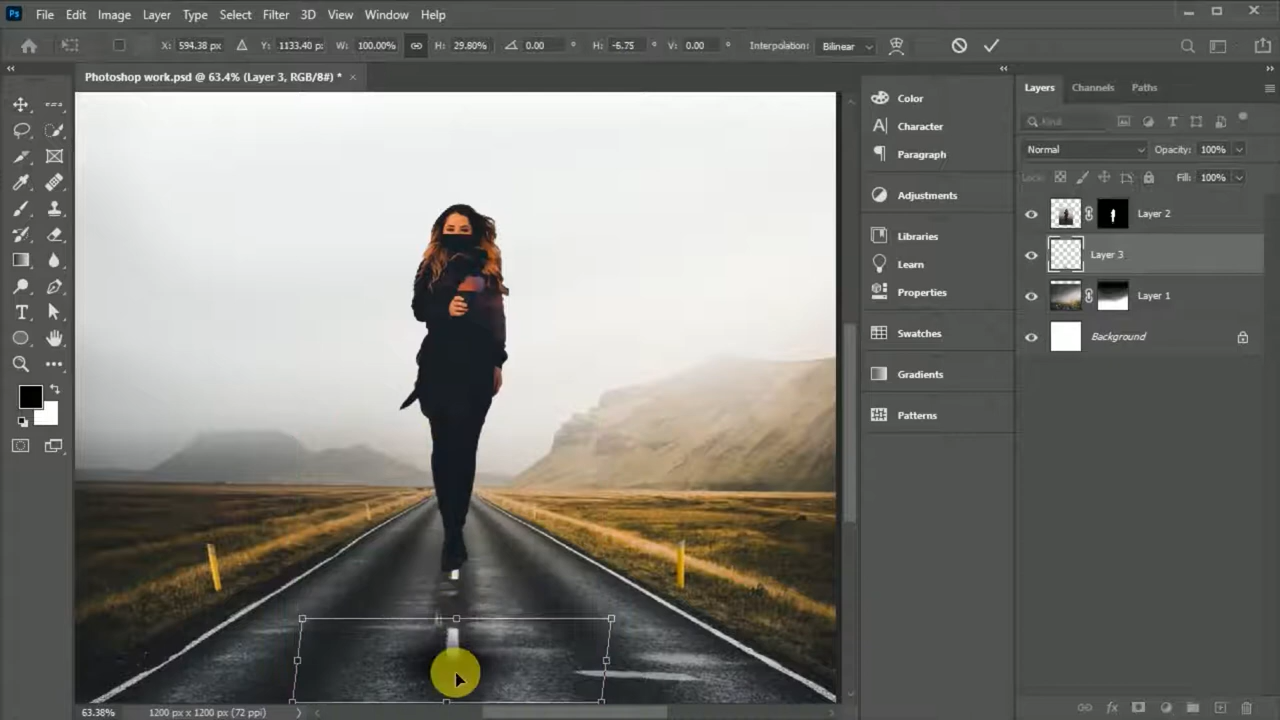 Ps File Edit Image Layer Type Select Filter 3D View Window Help
X: 594.38 px Y: 1133.40 p: W: 100.00% H: 29.80% 0.00 ° H: -6.75 ° V: 0.00 ° Interpolation: Bilinear
Photoshop work.psd @ 63.4% (Layer 3, RGB/8#) * ×
Color
Character
Paragraph
Adjustments
Libraries
Learn
Properties
Swatches
Gradients
Patterns
Layers Channels Paths
Kind
Normal Opacity: 100%
Lock: Fill: 100%
Layer 2
Layer 3
Layer 1
Background
63.38% 1200 px x 1200 px (72 ppi)
fx